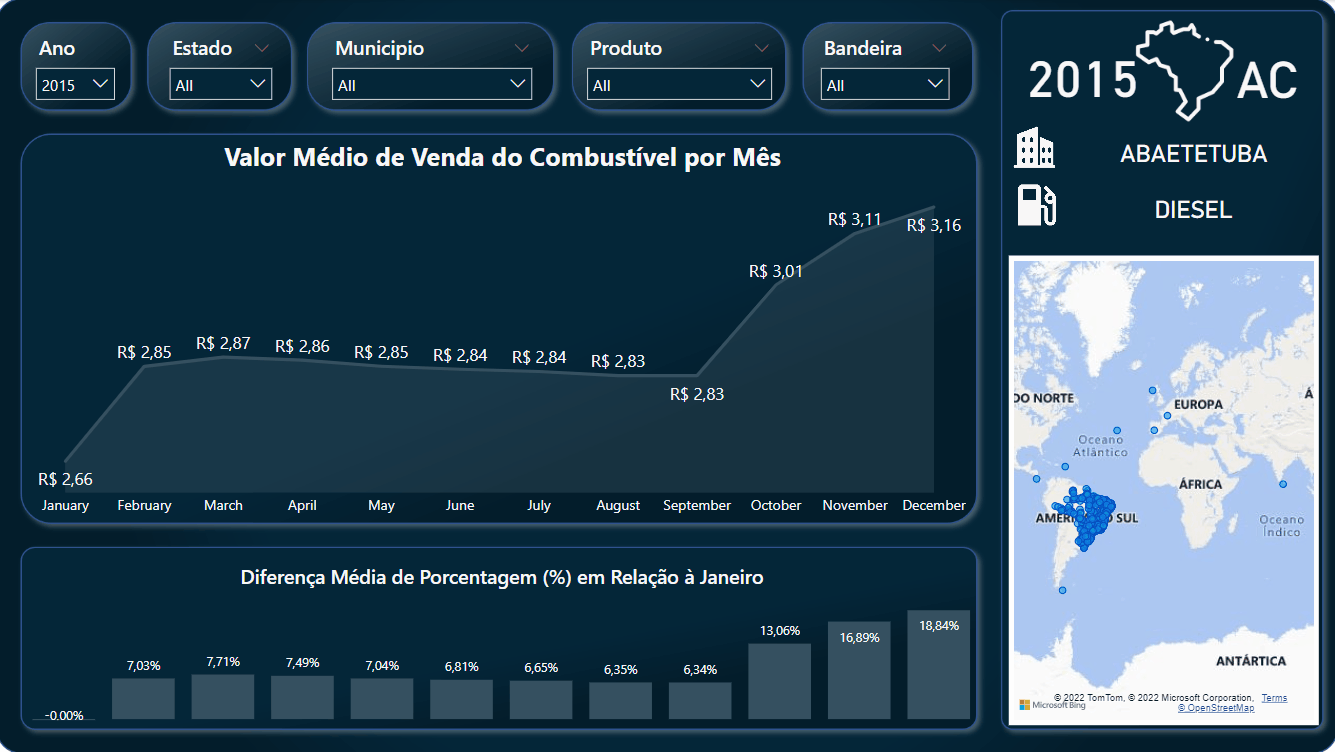 Ano
Estado
Municipio
Produto
Bandeira
2015
All
All
All
All
2015 AC
ABAETETUBA
DIESEL
Valor Médio de Venda do Combustível por Mês
R$ 2,66
R$ 2,85
R$ 2,87
R$ 2,86
R$ 2,85
R$ 2,84
R$ 2,84
R$ 2,83
R$ 2,83
R$ 3,01
R$ 3,11
R$ 3,16
January
February
March
April
May
June
July
August
September
October
November
December
Diferença Média de Porcentagem (%) em Relação à Janeiro
-0.00%
7,03%
7,71%
7,49%
7,04%
6,81%
6,65%
6,35%
6,34%
13,06%
16,89%
18,84%
DO NORTE
EUROPA
Á
Oceano
Atlântico
ÁFRICA
AMÉRICA DO SUL
Oceano
Índico
ANTÁRTICA
© 2022 TomTom, © 2022 Microsoft Corporation, Terms
Microsoft Bing
© OpenStreetMap